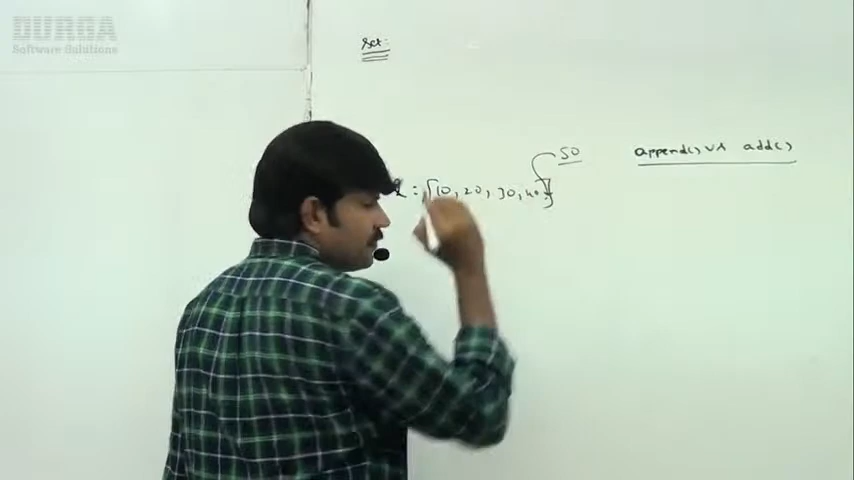 DURGA
Software Solutions
Set:
50
append() vs add()
l = [10, 20, 30, 40]